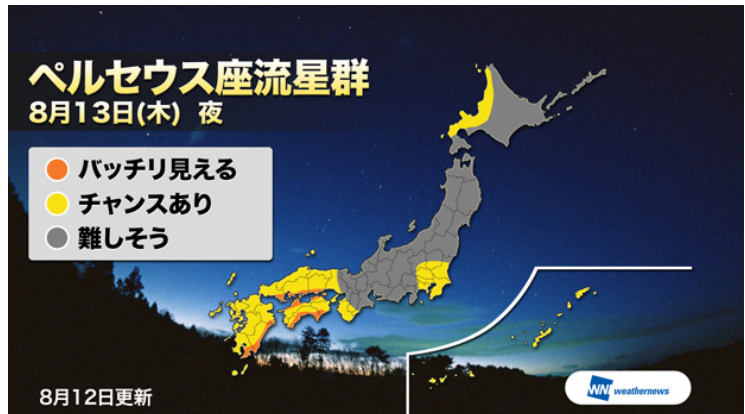 ペルセウス座流星群
8月13日(木) 夜
バッチリ見える
チャンスあり
難しそう
8月12日更新
WN weathernews